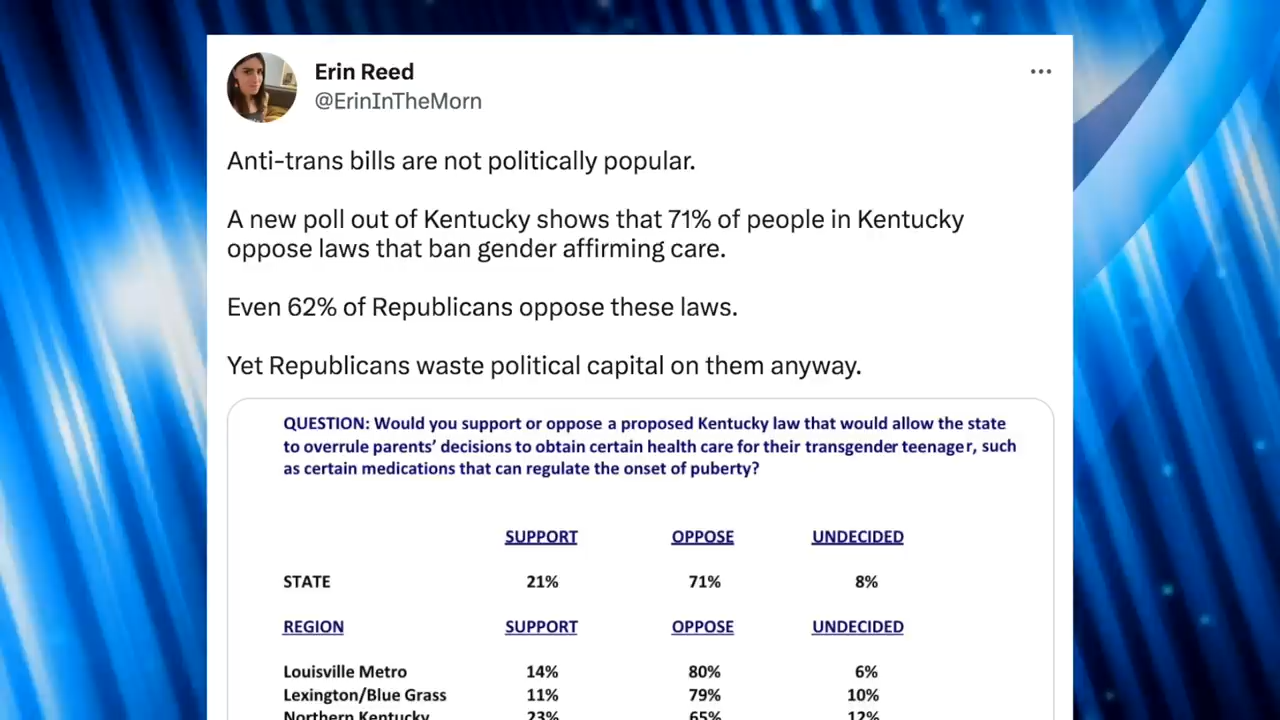 Erin Reed
@ErinInTheMorn
Anti-trans bills are not politically popular.
A new poll out of Kentucky shows that 71% of people in Kentucky
oppose laws that ban gender affirming care.
Even 62% of Republicans oppose these laws.
Yet Republicans waste political capital on them anyway.
QUESTION: Would you support or oppose a proposed Kentucky law that would allow the state
to overrule parents' decisions to obtain certain health care for their transgender teenager, such
as certain medications that can regulate the onset of puberty?
SUPPORT OPPOSE UNDECIDED
STATE 21% 71% 8%
REGION SUPPORT OPPOSE UNDECIDED
Louisville Metro 14% 80% 6%
Lexington/Blue Grass 11% 79% 10%
Northern Kentucky 23% 65% 12%